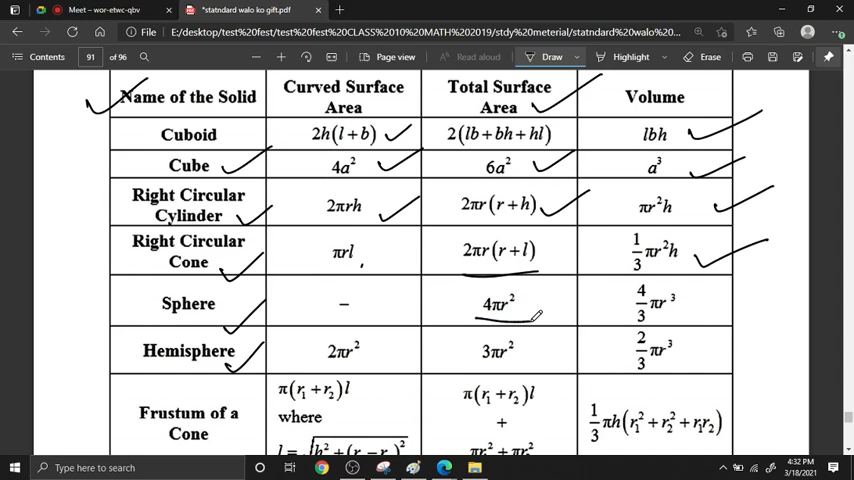 Meet – wor-etwc-qbv
*statndard walo ko gift.pdf
File
E:/desktop/test%20fest/test%20festCLASS%2010%20MATH%202019/stdy%20meterial/statndard%20walo%20...
Contents
91
of 96
Page view
Read aloud
Draw
Highlight
Erase
Name of the Solid
Curved Surface
Area
Total Surface
Area
Volume
Cuboid
2h(l + b)
2(lb + bh + hl)
lbh
Cube
4a²
6a²
a³
Right Circular
Cylinder
2πrh
2πr(r + h)
πr²h
Right Circular
Cone
πrl
2πr(r + l)
1/3 πr²h
Sphere
–
4πr²
4/3 πr³
Hemisphere
2πr²
3πr²
2/3 πr³
Frustum of a
Cone
π(r₁ + r₂)l
where
π(r₁ + r₂)l
+
1/3 πh(r₁² + r₂² + r₁r₂)
Type here to search
4:32 PM
3/18/2021